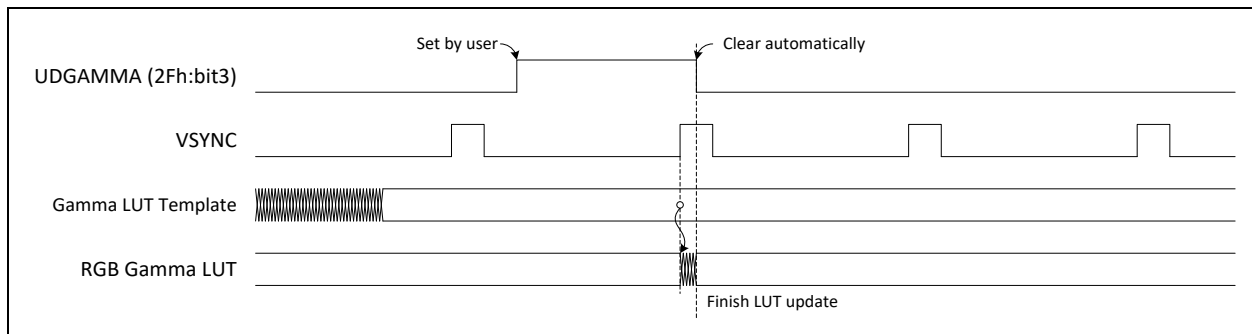 Set by user
Clear automatically
UDGAMMA (2Fh:bit3)
VSYNC
Gamma LUT Template
RGB Gamma LUT
Finish LUT update